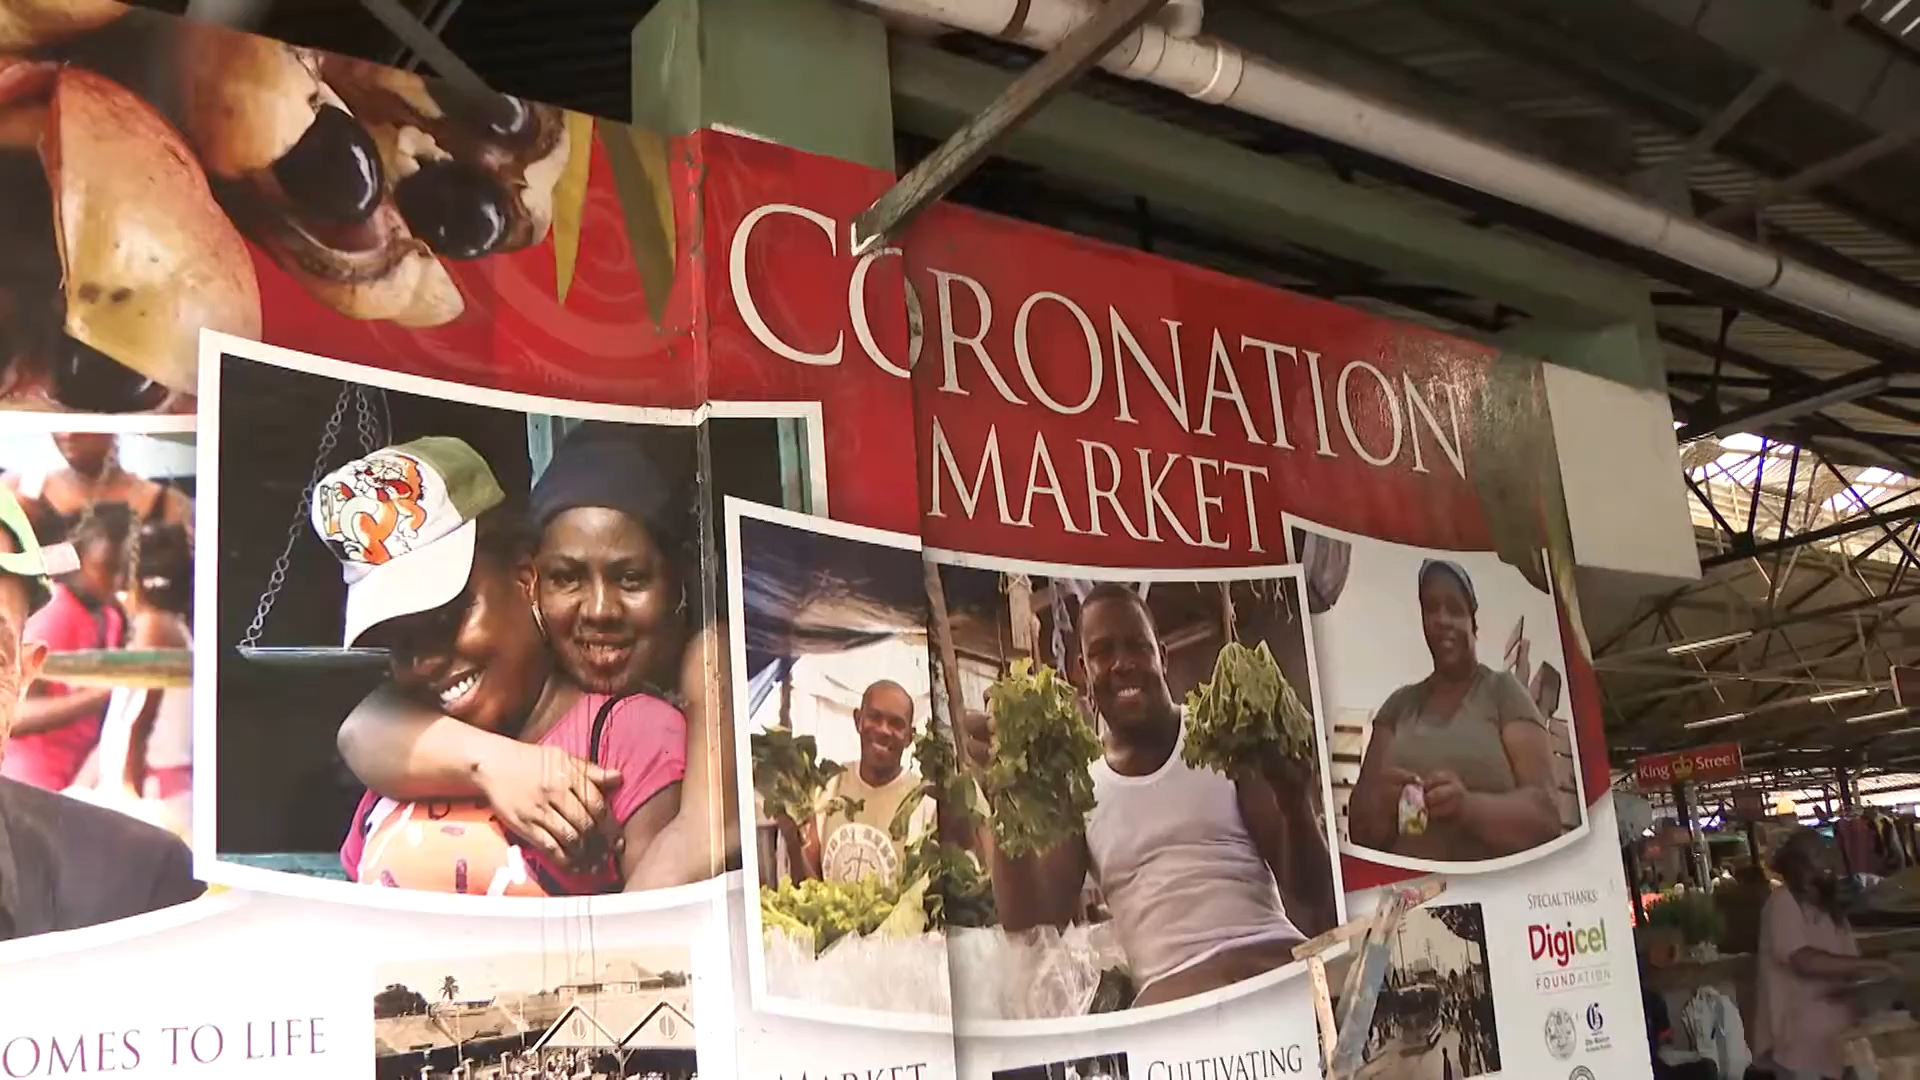 CORONATION
MARKET
King Street
SPECIAL THANKS:
Digicel
FOUNDATION
OMES TO LIFE
MARKET
CULTIVATING